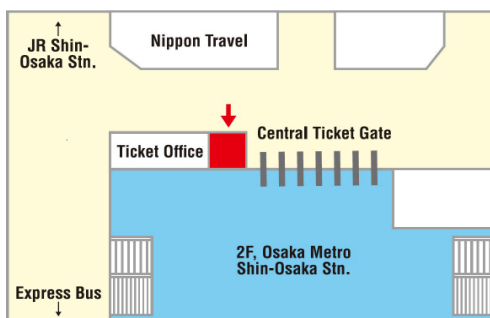 ↑
JR Shin-
Osaka Stn.
Nippon Travel
Ticket Office
Central Ticket Gate
2F, Osaka Metro
Shin-Osaka Stn.
Express Bus
↓